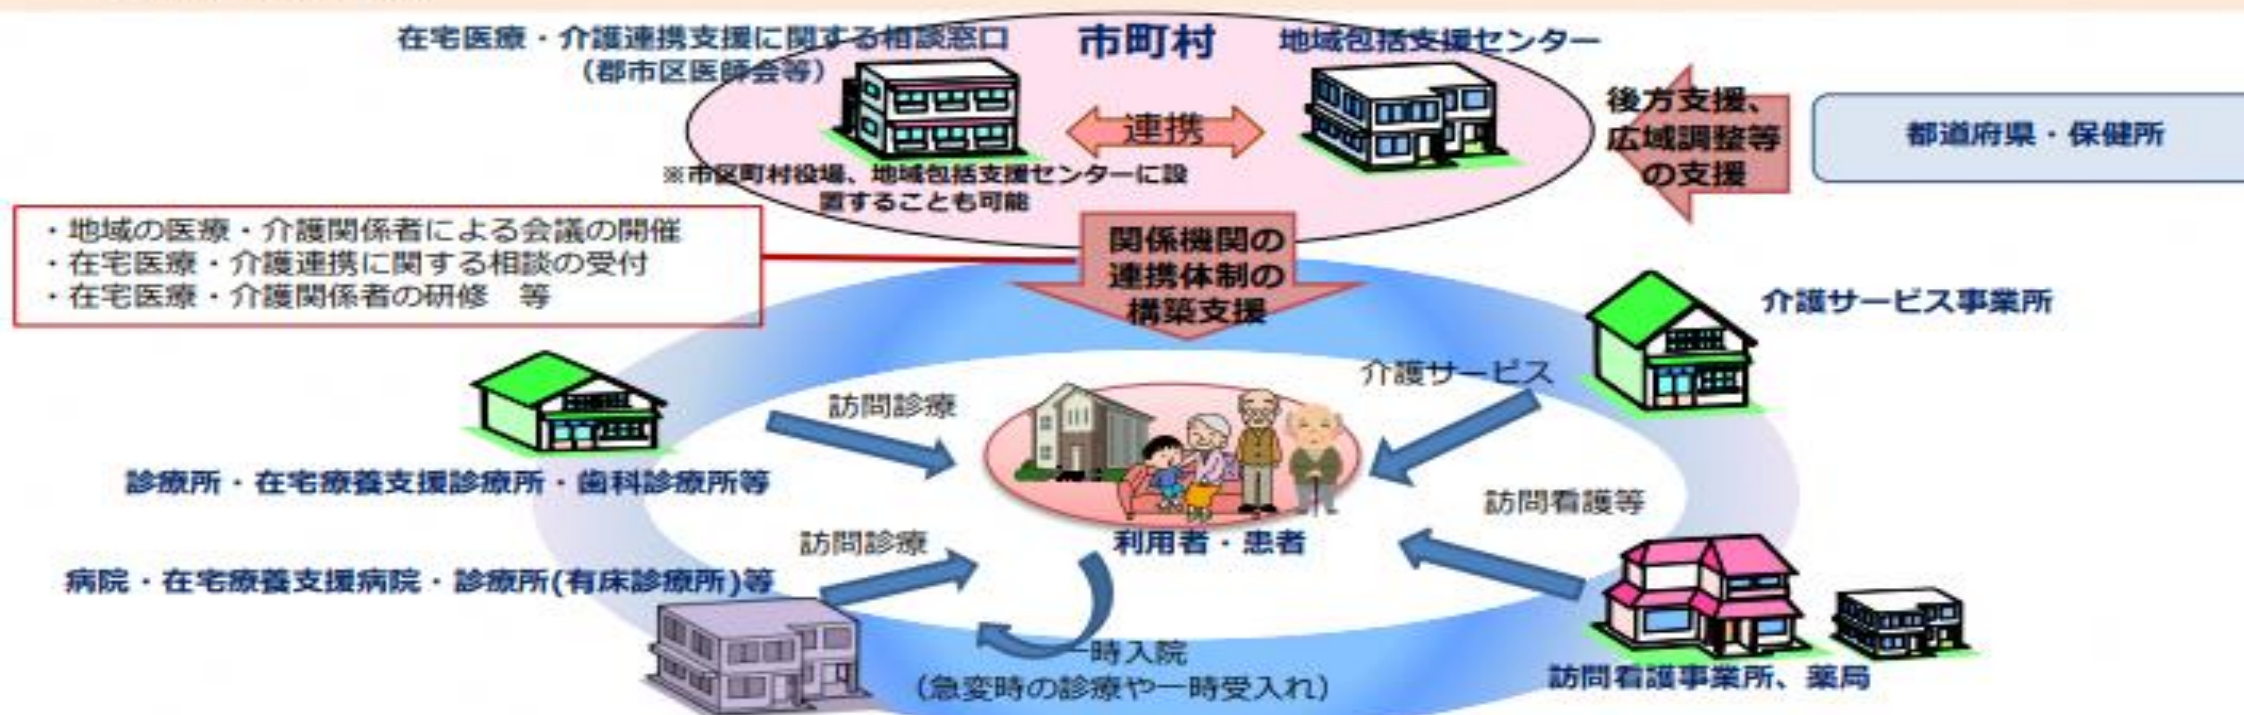 在宅医療・介護連携支援に関する相談窓口
（郡市区医師会等）
市町村
地域包括支援センター
連携
※市区町村役場、地域包括支援センターに設
置することも可能
後方支援、
広域調整等
の支援
都道府県・保健所
・地域の医療・介護関係者による会議の開催
・在宅医療・介護連携に関する相談の受付
・在宅医療・介護関係者の研修　等
関係機関の
連携体制の
構築支援
介護サービス事業所
介護サービス
訪問診療
診療所・在宅療養支援診療所・歯科診療所等
訪問看護等
利用者・患者
訪問診療
病院・在宅療養支援病院・診療所(有床診療所)等
一時入院
（急変時の診療や一時受入れ）
訪問看護事業所、薬局